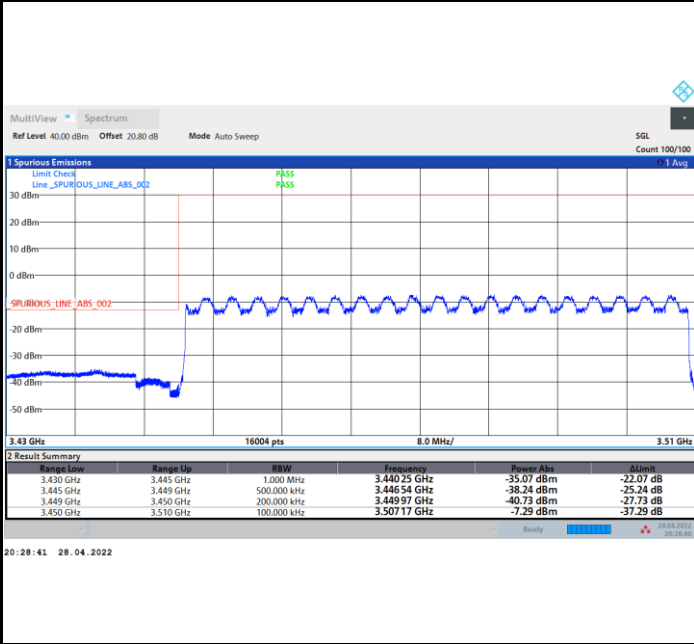 MultiView Spectrum
Ref Level 40.00 dBm Offset 20.80 dB Mode Auto Sweep SGL
Count 100/100
1 Spurious Emissions 1 Avg
Limit Check PASS
Line _SPURIOUS_LINE_ABS_002 PASS
30 dBm
20 dBm
10 dBm
0 dBm
_SPURIOUS_LINE_ABS_002
-20 dBm
-30 dBm
-40 dBm
-50 dBm
3.43 GHz 16004 pts 8.0 MHz/ 3.51 GHz
2 Result Summary
Range Low Range Up RBW Frequency Power Abs ΔLimit
3.430 GHz 3.445 GHz 1.000 MHz 3.440 25 GHz -35.07 dBm -22.07 dB
3.445 GHz 3.449 GHz 500.000 kHz 3.446 54 GHz -38.24 dBm -25.24 dB
3.449 GHz 3.450 GHz 200.000 kHz 3.449 97 GHz -40.73 dBm -27.73 dB
3.450 GHz 3.510 GHz 100.000 kHz 3.507 17 GHz -7.29 dBm -37.29 dB
Ready 28.04.2022
20:28:40
20:28:41 28.04.2022